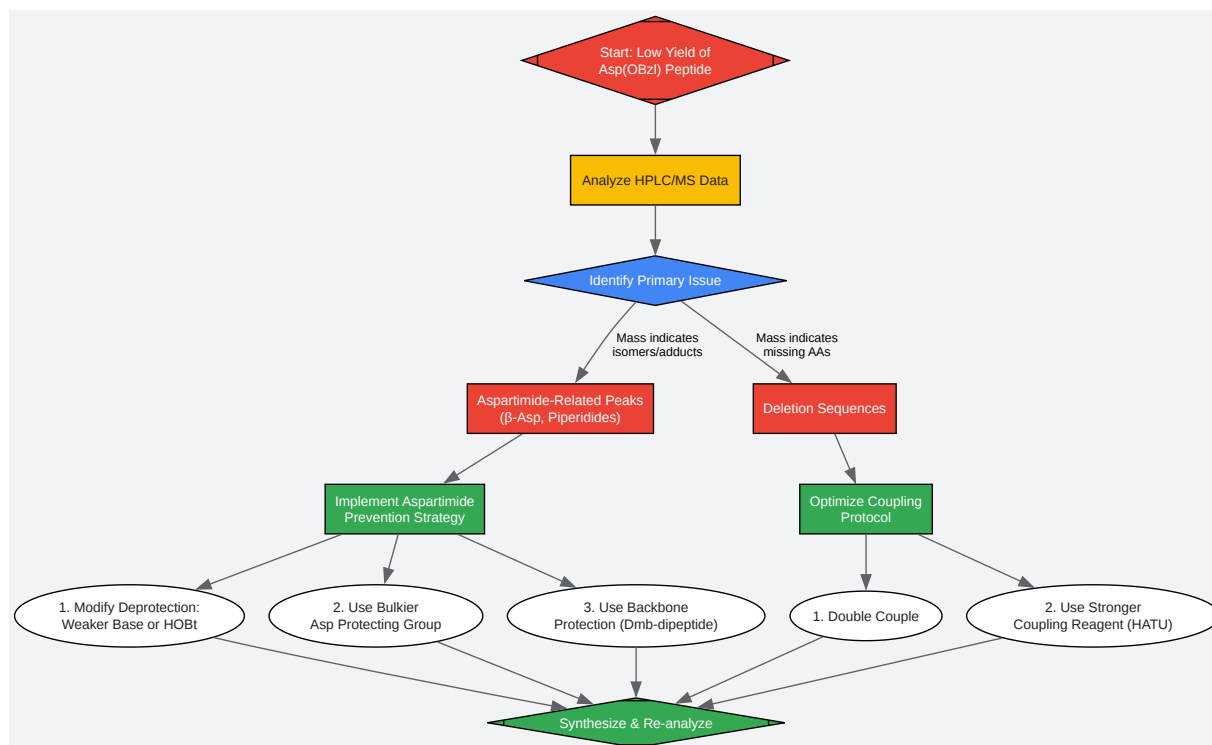 Start: Low Yield of
Asp(OBzl) Peptide
Analyze HPLC/MS Data
Identify Primary Issue
Mass indicates
isomers/adducts
Mass indicates
missing AAs
Aspartimide-Related Peaks
(β-Asp, Piperidides)
Deletion Sequences
Implement Aspartimide
Prevention Strategy
Optimize Coupling
Protocol
1. Modify Deprotection:
Weaker Base or HOBt
2. Use Bulkier
Asp Protecting Group
3. Use Backbone
Protection (Dmb-dipeptide)
1. Double Couple
2. Use Stronger
Coupling Reagent (HATU)
Synthesize & Re-analyze